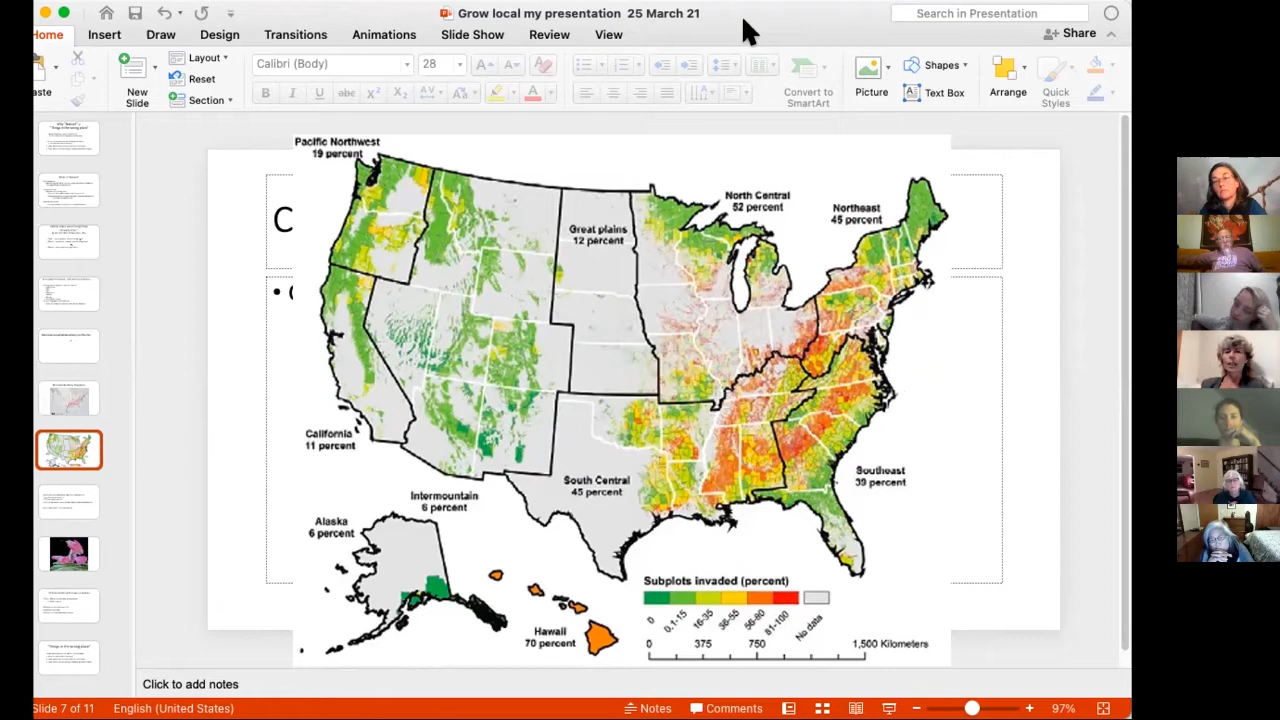 Grow local my presentation 25 March 21
Search in Presentation
Home
Insert
Draw
Design
Transitions
Animations
Slide Show
Review
View
Share
aste
New
Slide
Layout
Reset
Section
Calibri (Body)
28
Convert to
SmartArt
Picture
Shapes
Text Box
Arrange
Quick
Styles
Pacific Northwest
19 percent
North Central
52 percent
Northeast
45 percent
Great plains
12 percent
C
California
11 percent
Intermountain
6 percent
South Central
45 percent
Southeast
39 percent
Alaska
6 percent
Hawaii
70 percent
Subplots invaded (percent)
0
0.1-15
16-35
36-55
56-80
81-100
No data
0 375 750 1,500 Kilometers
Click to add notes
Slide 7 of 11
English (United States)
Notes
Comments
97%